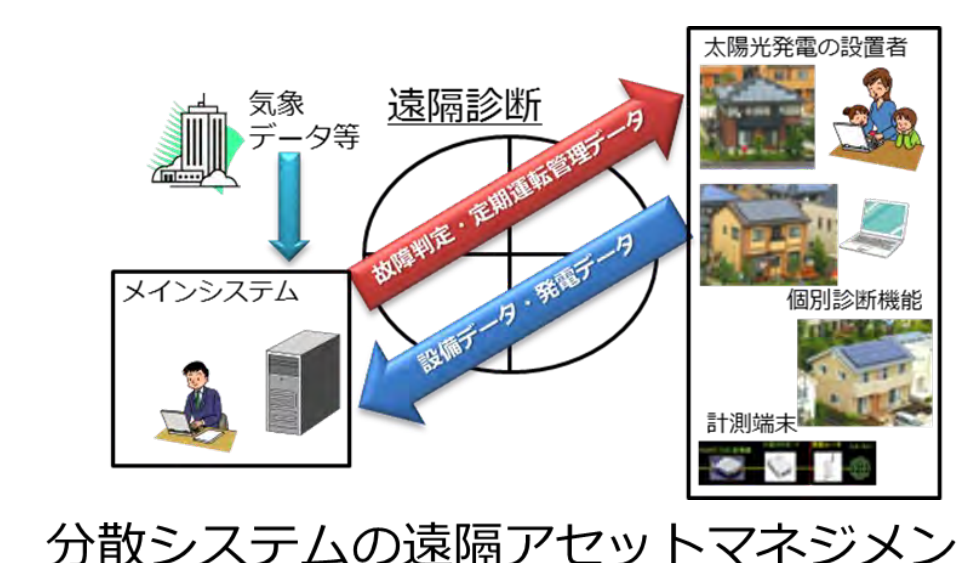 太陽光発電の設置者
気象
データ等
遠隔診断
故障判定・定期運転管理データ
設備データ・発電データ
メインシステム
個別診断機能
計測端末
分散システムの遠隔アセットマネジメン